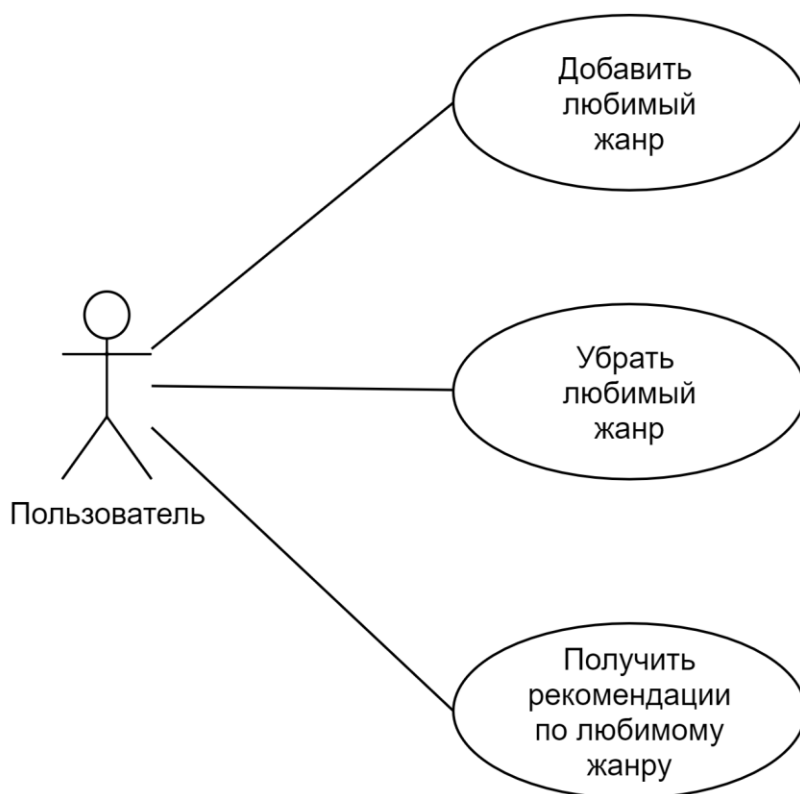 Добавить
любимый
жанр
Убрать
любимый
жанр
Пользователь
Получить
рекомендации
по любимому
жанру